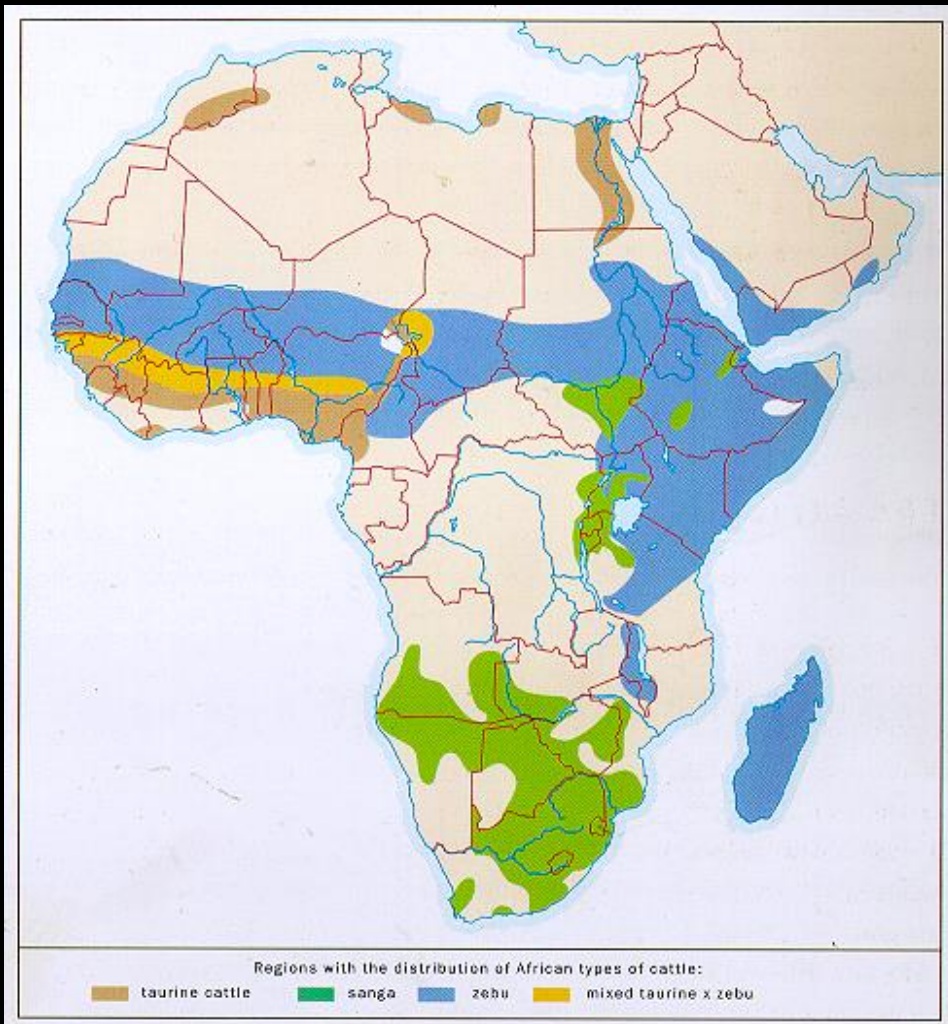 Regions with the distribution of African types of cattle:
taurine cattle sanga zebu mixed taurine x zebu